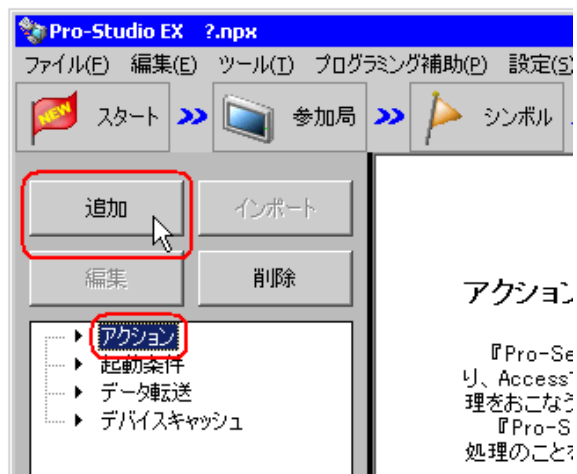 Pro-Studio EX ?.npx
ファイル(F) 編集(E) ツール(T) プログラミング補助(P) 設定(S)
NEW スタート 参加局 シンボル
追加 インポート
編集 削除
アクション
アクション
起動条件
データ転送
デバイスキャッシュ
『Pro-Se
り、Access
理をおこなう
『Pro-S
処理のことを